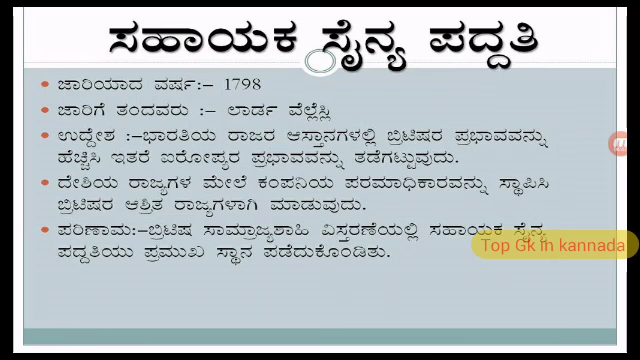 ಸಹಾಯಕ ಸೈನ್ಯ ಪದ್ದತಿ
• ಜಾರಿಯಾದ ವರ್ಷ:– 1798
• ಜಾರಿಗೆ ತಂದವರು :– ಲಾರ್ಡ ವೆಲ್ಲೆಸ್ಲಿ
• ಉದ್ದೇಶ :–ಭಾರತಿಯ ರಾಜರ ಆಸ್ತಾನಗಳಲ್ಲಿ ಬ್ರಿಟಿಷರ ಪ್ರಭಾವವನ್ನು
ಹೆಚ್ಚಿಸಿ ಇತರೆ ಐರೋಪ್ಯರ ಪ್ರಭಾವವನ್ನು ತಡೆಗಟ್ಟುವುದು.
• ದೇಶಿಯ ರಾಜ್ಯಗಳ ಮೇಲೆ ಕಂಪನಿಯ ಪರಮಾಧಿಕಾರವನ್ನು ಸ್ಥಾಪಿಸಿ
ಬ್ರಿಟಿಷರ ಆಶ್ರಿತ ರಾಜ್ಯಗಳಾಗಿ ಮಾಡುವುದು.
• ಪರಿಣಾಮ:–ಬ್ರಿಟಿಷ ಸಾಮ್ರಾಜ್ಯಶಾಹಿ ವಿಸ್ತರಣೆಯಲ್ಲಿ ಸಹಾಯಕ ಸೈನ್ಯ
ಪದ್ದತಿಯು ಪ್ರಮುಖ ಸ್ಥಾನ ಪಡೆದುಕೊಂಡಿತು.
Top Gk in kannada